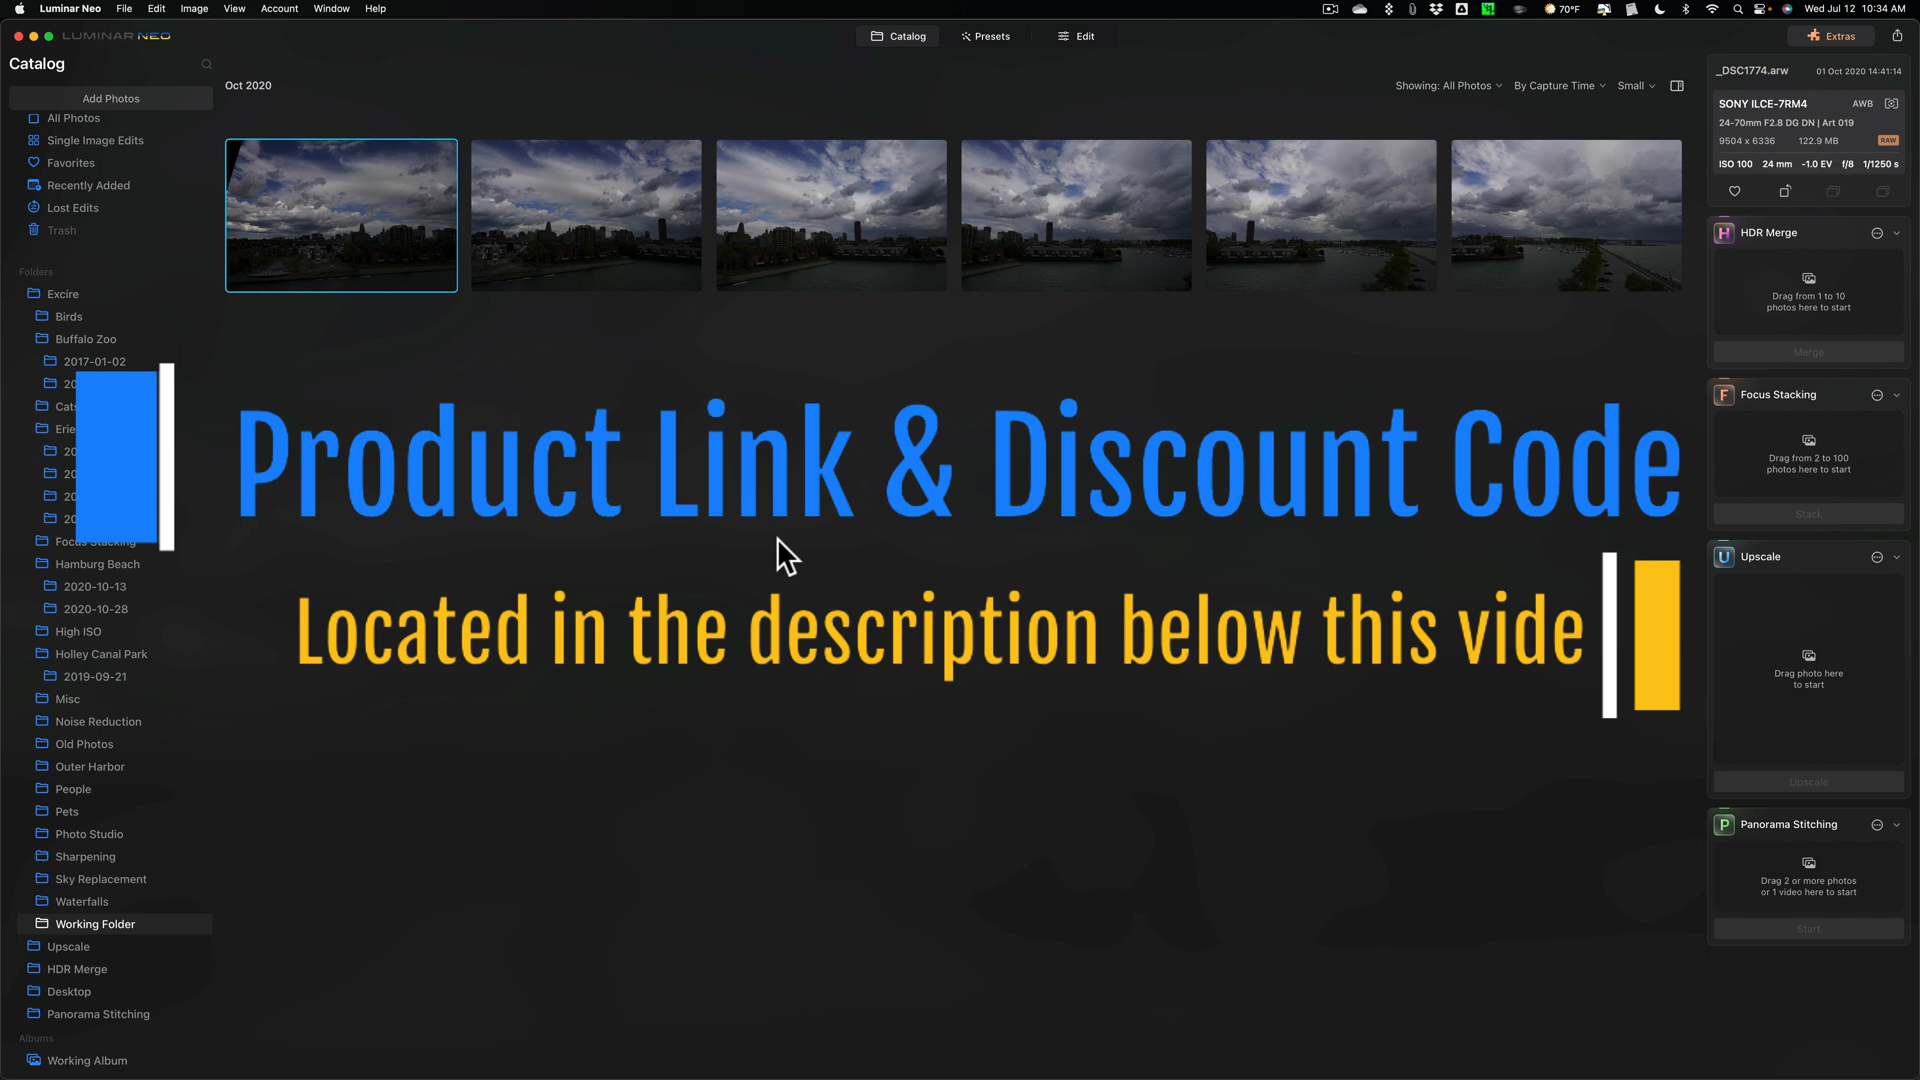 Luminar Neo File Edit Image View Account Window Help
70°F Wed Jul 12 10:34 AM
LUMINAR NEO
Catalog Presets Edit
Extras
Catalog
Add Photos
All Photos
Single Image Edits
Favorites
Recently Added
Lost Edits
Trash
Folders
Excire
Birds
Buffalo Zoo
2017-01-02
20
Cats
Erie
20
20
20
20
Focus Stacking
Hamburg Beach
2020-10-13
2020-10-28
High ISO
Holley Canal Park
2019-09-21
Misc
Noise Reduction
Old Photos
Outer Harbor
People
Pets
Photo Studio
Sharpening
Sky Replacement
Waterfalls
Working Folder
Upscale
HDR Merge
Desktop
Panorama Stitching
Albums
Working Album
Oct 2020
Showing: All Photos By Capture Time Small
Product Link & Discount Code
Located in the description below this vide
_DSC1774.arw 01 Oct 2020 14:41:14
SONY ILCE-7RM4 AWB
24-70mm F2.8 DG DN | Art 019
9504 x 6336 122.9 MB RAW
ISO 100 24 mm -1.0 EV f/8 1/1250 s
H HDR Merge
Drag from 1 to 10
photos here to start
Merge
F Focus Stacking
Drag from 2 to 100
photos here to start
Stack
U Upscale
Drag photo here
to start
Upscale
P Panorama Stitching
Drag 2 or more photos
or 1 video here to start
Start